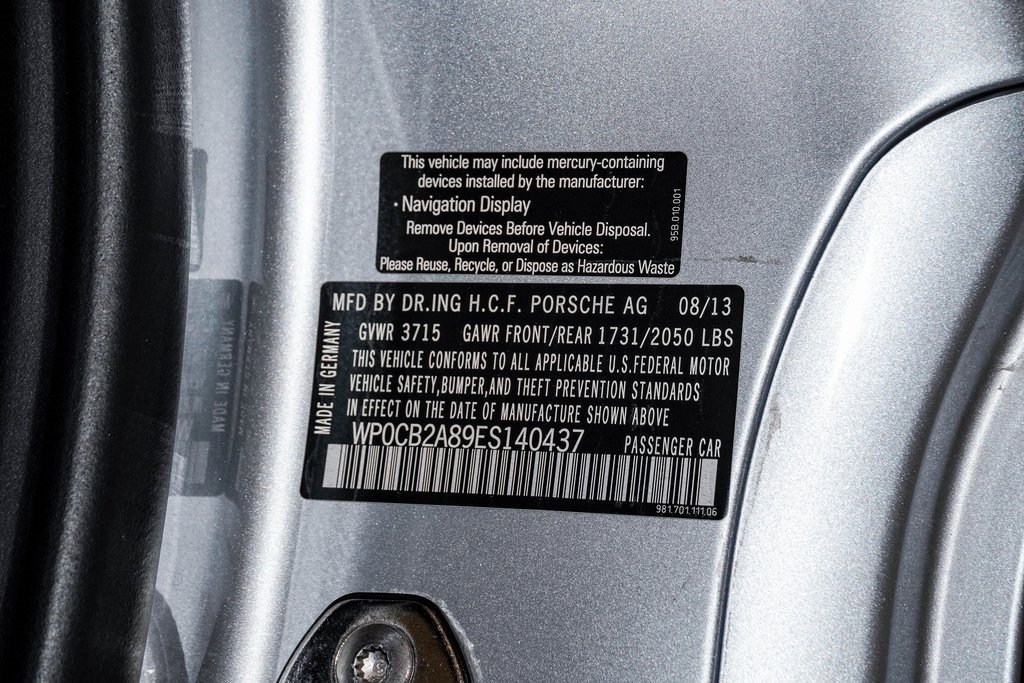 This vehicle may include mercury-containing
devices installed by the manufacturer:
• Navigation Display
Remove Devices Before Vehicle Disposal.
Upon Removal of Devices:
Please Reuse, Recycle, or Dispose as Hazardous Waste
95B.010.001
MFD BY DR.ING H.C.F. PORSCHE AG 08/13
GVWR 3715 GAWR FRONT/REAR 1731/2050 LBS
THIS VEHICLE CONFORMS TO ALL APPLICABLE U.S.FEDERAL MOTOR
VEHICLE SAFETY,BUMPER,AND THEFT PREVENTION STANDARDS
IN EFFECT ON THE DATE OF MANUFACTURE SHOWN ABOVE
MADE IN GERMANY
WP0CB2A89ES140437 PASSENGER CAR
981.701.111.06